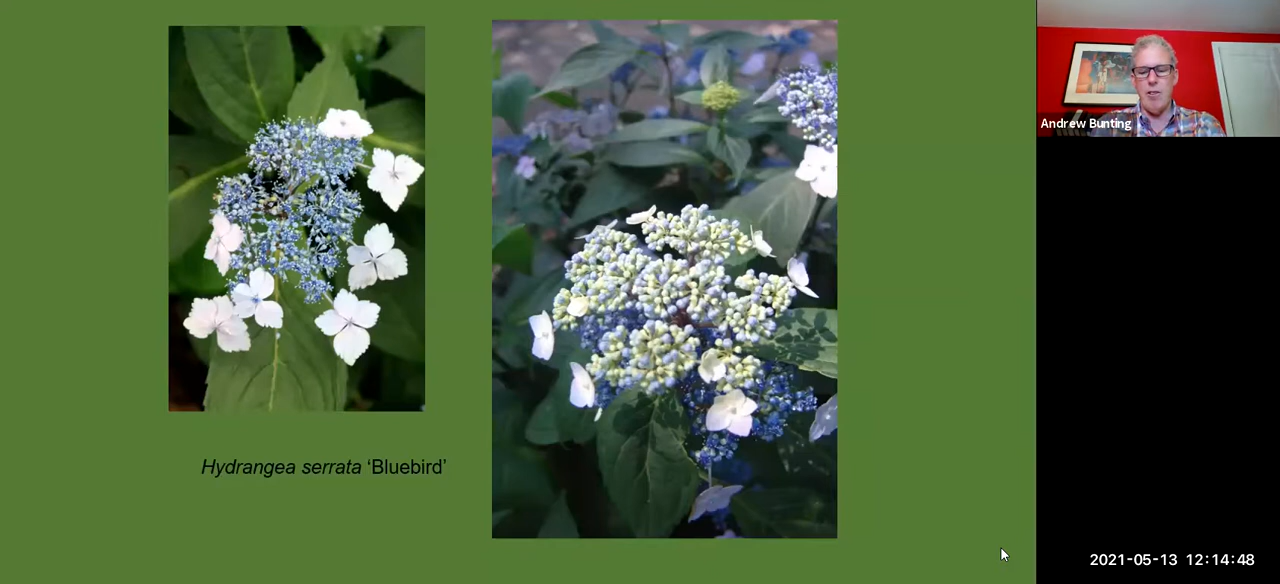 Andrew Bunting
Hydrangea serrata ‘Bluebird’
2021-05-13 12:14:48